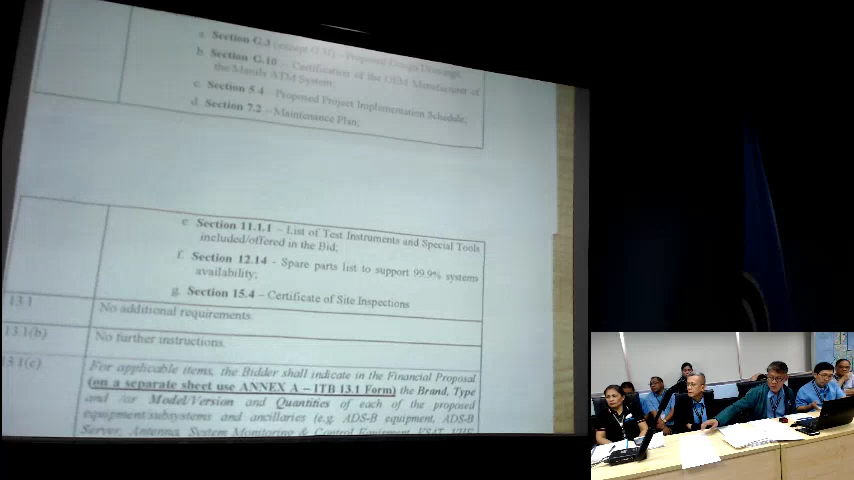 a. Section G.3 (except G.3f) – Proposed Design Drawings,
b. Section G.10 – Certification of the OEM Manufacturer of
the Manila ATM System;
c. Section 5.4 – Proposed Project Implementation Schedule,
d. Section 7.2 – Maintenance Plan;
e. Section 11.1.1 – List of Test Instruments and Special Tools
included/offered in the Bid;
f. Section 12.14 - Spare parts list to support 99.9% systems
availability;
g. Section 15.4 – Certificate of Site Inspections
13.1 No additional requirements.
13.1(b) No further instructions.
13.1(c) For applicable items, the Bidder shall indicate in the Financial Proposal
(on a separate sheet use ANNEX A – ITB 13.1 Form) the Brand, Type
and /or Model/Version and Quantities of each of the proposed
equipment/subsystems and ancillaries (e.g. ADS-B equipment, ADS-B
Server, Antenna, System Monitoring & Control Equipment, VSAT, VHF